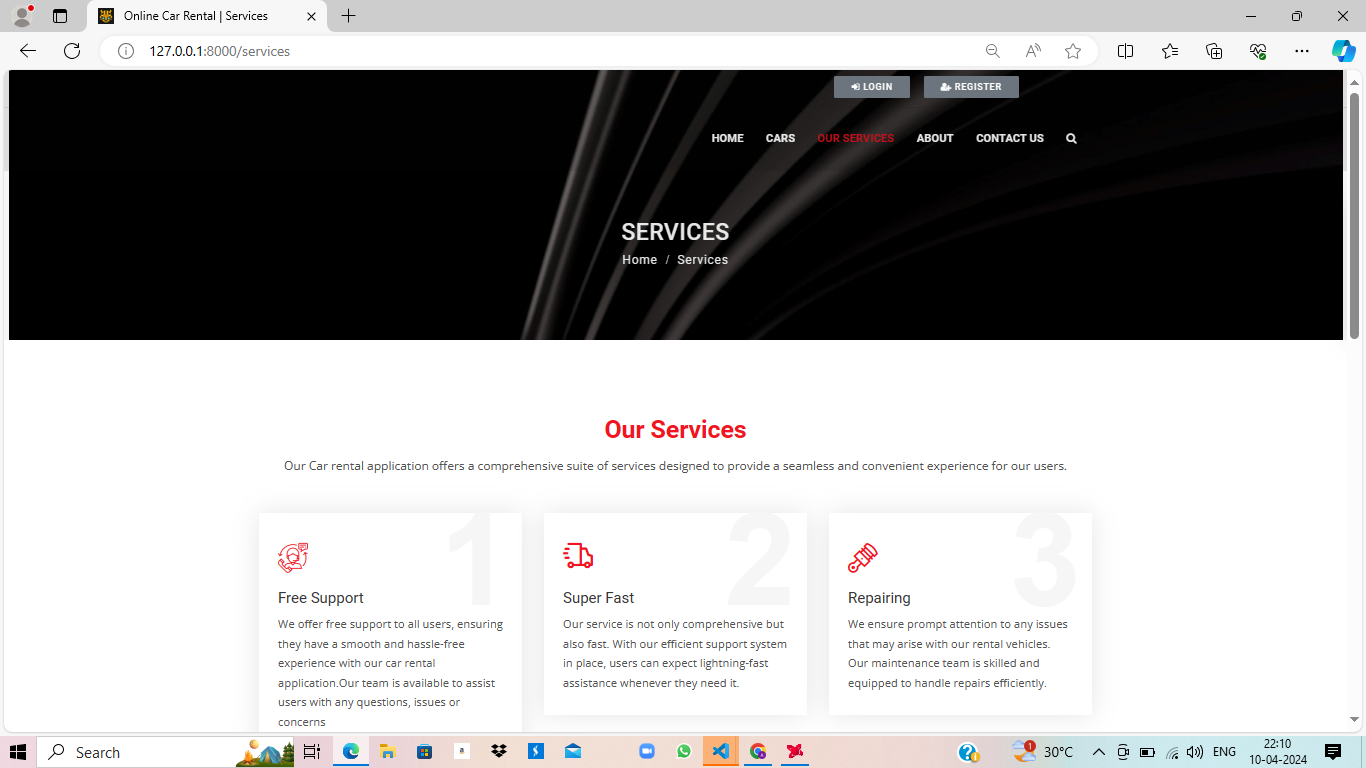 Online Car Rental | Services
127.0.0.1:8000/services
LOGIN
REGISTER
HOME
CARS
OUR SERVICES
ABOUT
CONTACT US
SERVICES
Home / Services
Our Services
Our Car rental application offers a comprehensive suite of services designed to provide a seamless and convenient experience for our users.
1
Free Support
We offer free support to all users, ensuring
they have a smooth and hassle-free
experience with our car rental
application.Our team is available to assist
users with any questions, issues or
concerns
2
Super Fast
Our service is not only comprehensive but
also fast. With our efficient support system
in place, users can expect lightning-fast
assistance whenever they need it.
3
Repairing
We ensure prompt attention to any issues
that may arise with our rental vehicles.
Our maintenance team is skilled and
equipped to handle repairs efficiently.
Search
1
30°C
ENG
22:10
10-04-2024